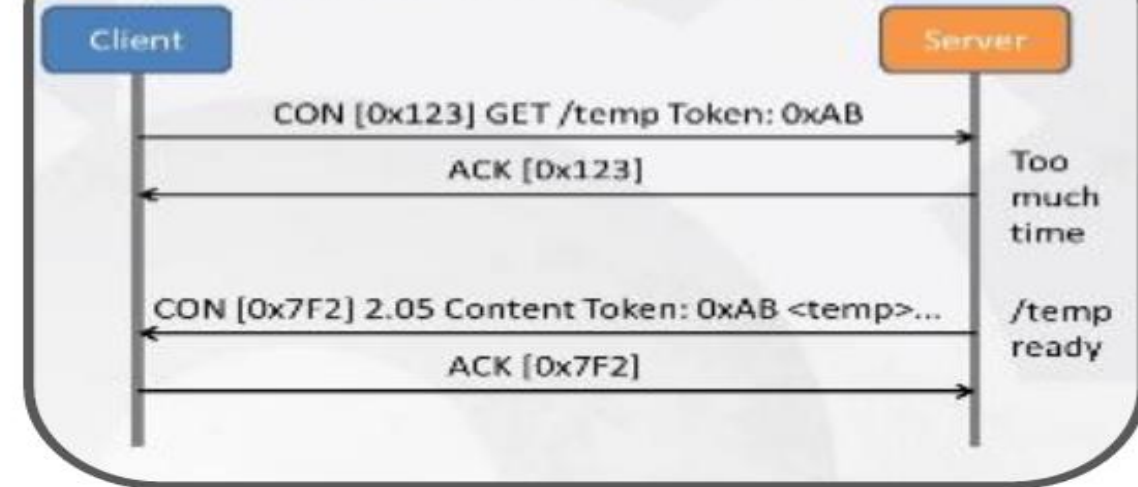 Client
Server
CON [0x123] GET /temp Token: 0xAB
ACK [0x123]
Too
much
time
CON [0x7F2] 2.05 Content Token: 0xAB <temp>...
/temp
ready
ACK [0x7F2]